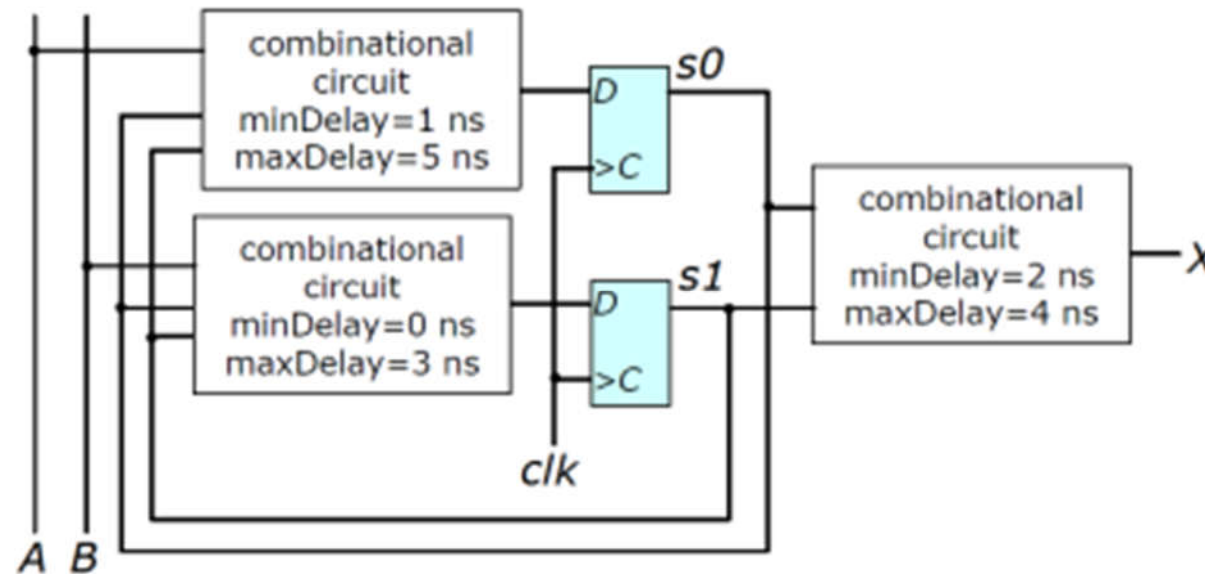 combinational
circuit
minDelay=1 ns
maxDelay=5 ns
D
>C
s0
combinational
circuit
minDelay=0 ns
maxDelay=3 ns
D
>C
s1
combinational
circuit
minDelay=2 ns
maxDelay=4 ns
X
clk
A B